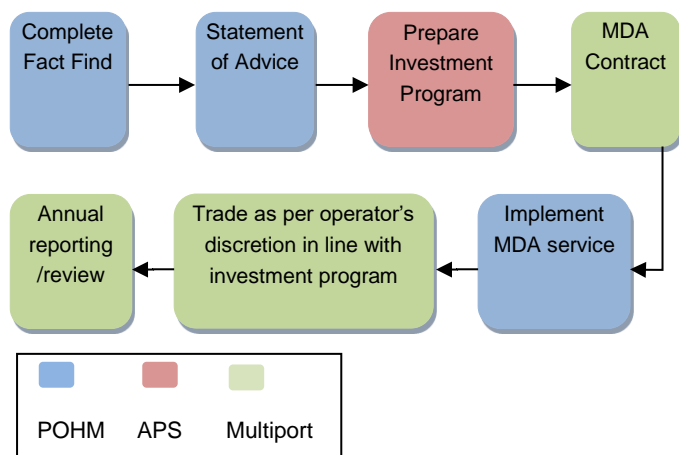 Complete
Fact Find
Statement
of Advice
Prepare
Investment
Program
MDA
Contract
Annual
reporting
/review
Trade as per operator's
discretion in line with
investment program
Implement
MDA service
POHM APS Multiport